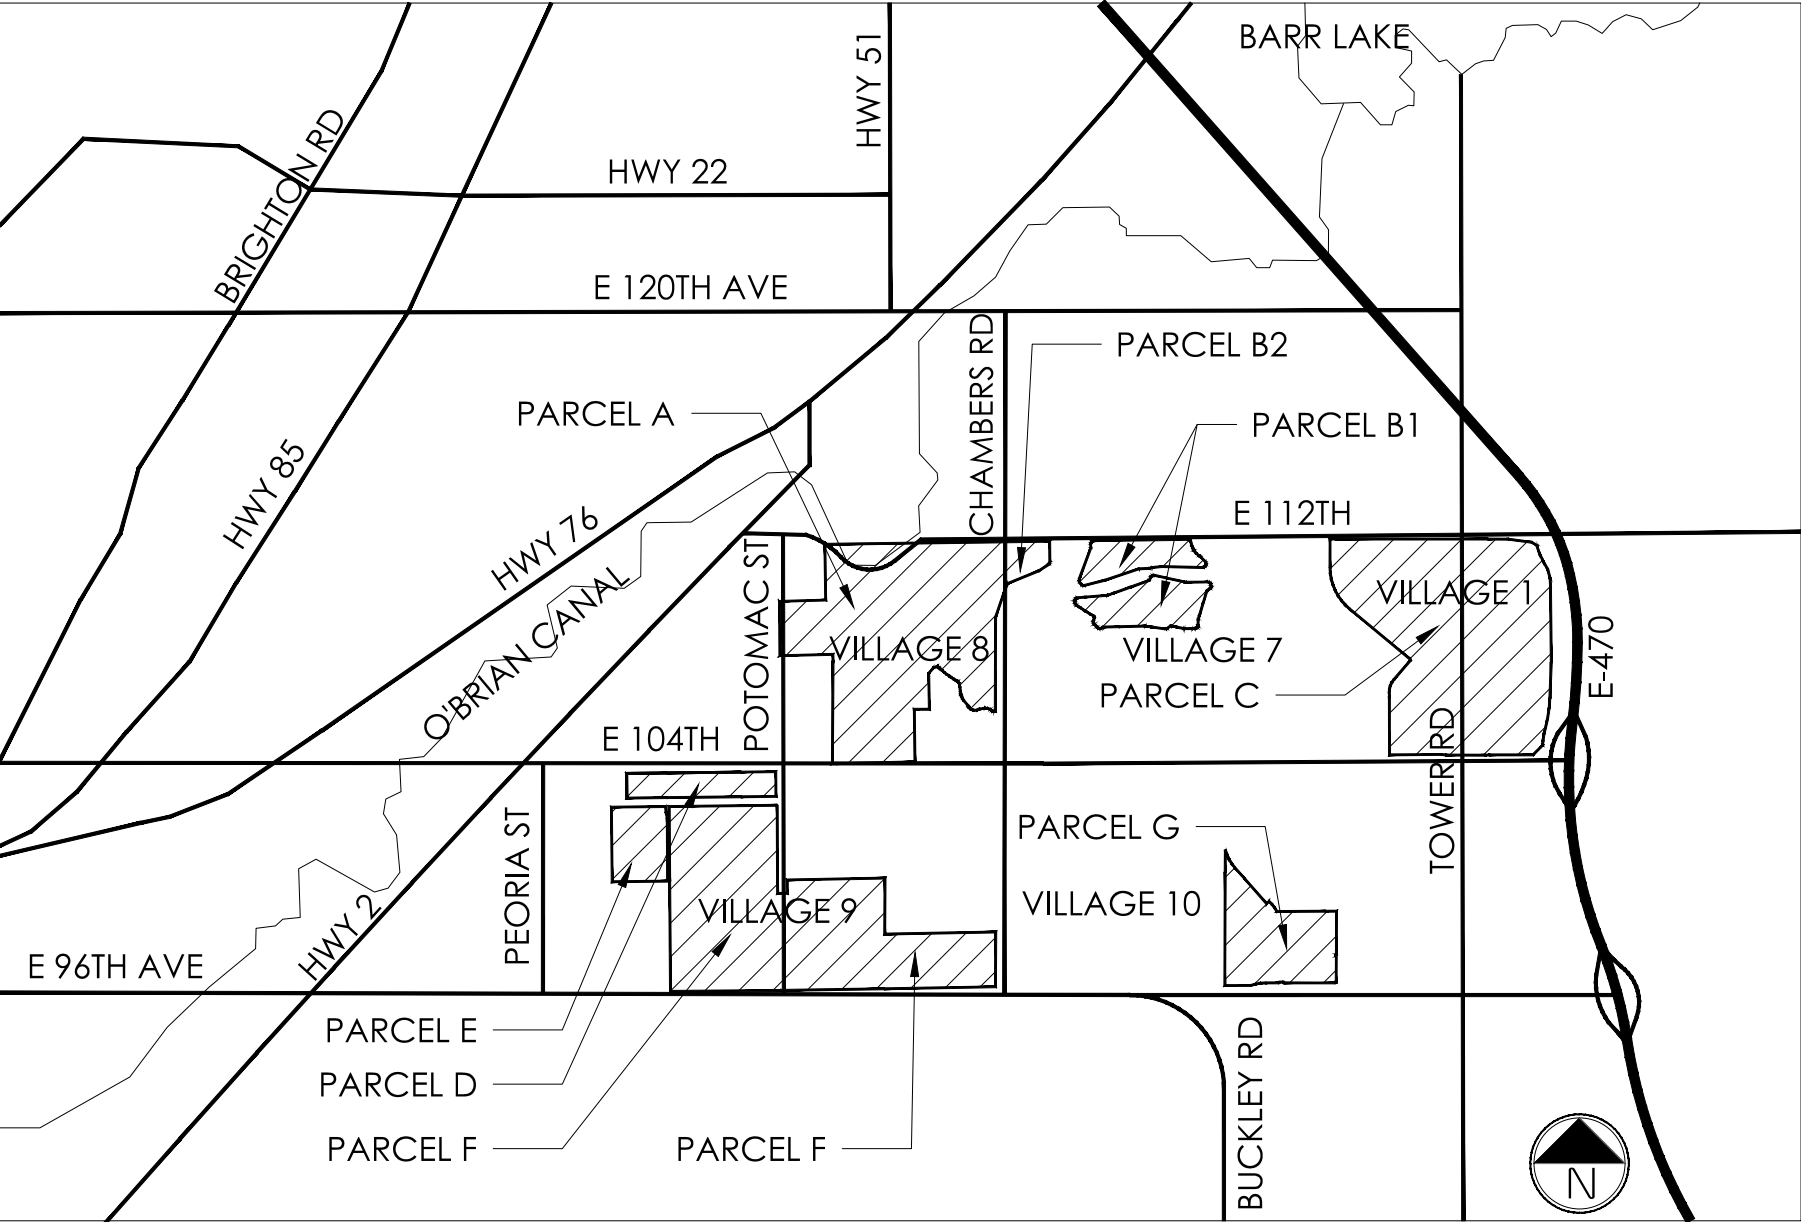 BARR LAKE
HWY 51
BRIGHTON RD
HWY 22
E 120TH AVE
CHAMBERS RD
PARCEL B2
PARCEL A
PARCEL B1
HWY 85
HWY 76
E 112TH
O'BRIAN CANAL
POTOMAC ST
VILLAGE 1
VILLAGE 8
VILLAGE 7
E-470
PARCEL C
E 104TH
TOWER RD
PEORIA ST
PARCEL G
VILLAGE 9
VILLAGE 10
HWY 2
E 96TH AVE
PARCEL E
PARCEL D
PARCEL F
PARCEL F
BUCKLEY RD
N